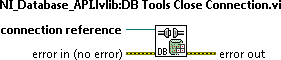 NI_Database_API.lvlib:DB Tools Close Connection.vi
connection reference
error in (no error)
DB
error out